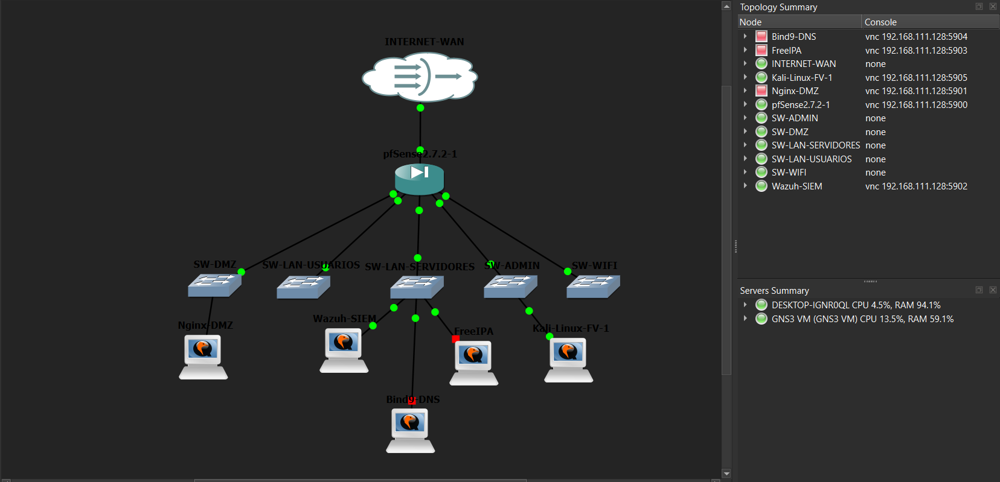 INTERNET-WAN
pfSense2.7.2-1
SW-DMZ
SW-LAN-USUARIOS
SW-LAN-SERVIDORES
SW-ADMIN
SW-WIFI
Nginx-DMZ
Wazuh-SIEM
FreeIPA
Kali-Linux-FV-1
Bind9-DNS
Topology Summary
Node Console
Bind9-DNS vnc 192.168.111.128:5904
FreeIPA vnc 192.168.111.128:5903
INTERNET-WAN none
Kali-Linux-FV-1 vnc 192.168.111.128:5905
Nginx-DMZ vnc 192.168.111.128:5901
pfSense2.7.2-1 vnc 192.168.111.128:5900
SW-ADMIN none
SW-DMZ none
SW-LAN-SERVIDORES none
SW-LAN-USUARIOS none
SW-WIFI none
Wazuh-SIEM vnc 192.168.111.128:5902
Servers Summary
DESKTOP-IGNR0QL CPU 4.5%, RAM 94.1%
GNS3 VM (GNS3 VM) CPU 13.5%, RAM 59.1%